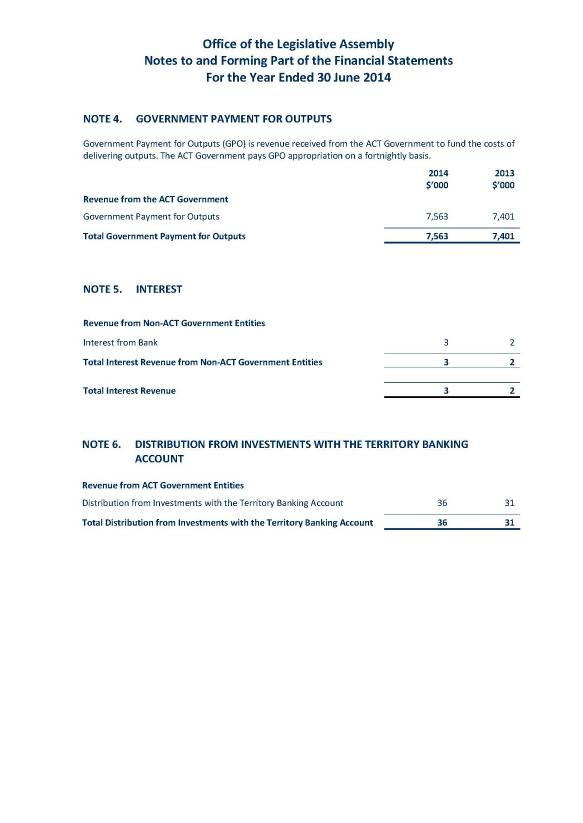 Office of the Legislative Assembly
Notes to and Forming Part of the Financial Statements
For the Year Ended 30 June 2014
NOTE 4. GOVERNMENT PAYMENT FOR OUTPUTS
Government Payment for Outputs (GPO) is revenue received from the ACT Government to fund the costs of
delivering outputs. The ACT Government pays GPO appropriation on a fortnightly basis.
2014 2013
$'000 $'000
Revenue from the ACT Government
Government Payment for Outputs 7,563 7,401
Total Government Payment for Outputs 7,563 7,401
NOTE 5. INTEREST
Revenue from Non-ACT Government Entities
Interest from Bank 3 2
Total Interest Revenue from Non-ACT Government Entities 3 2
Total Interest Revenue 3 2
NOTE 6. DISTRIBUTION FROM INVESTMENTS WITH THE TERRITORY BANKING
ACCOUNT
Revenue from ACT Government Entities
Distribution from Investments with the Territory Banking Account 36 31
Total Distribution from Investments with the Territory Banking Account 36 31